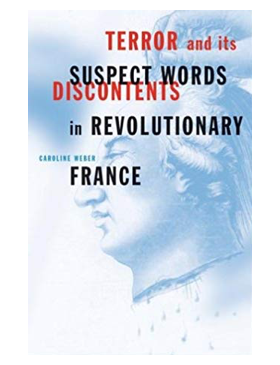 TERROR and its
SUSPECT WORDS
DISCONTENTS
in REVOLUTIONARY
CAROLINE WEBER
FRANCE